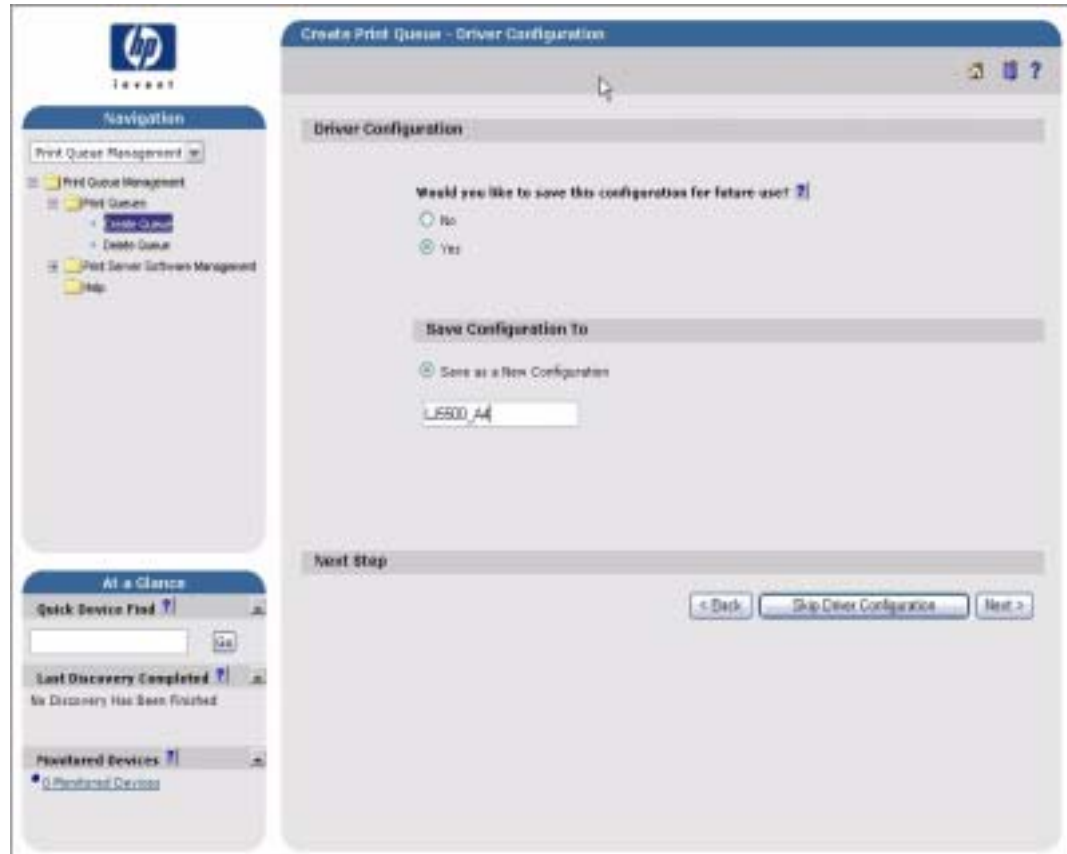 hp
invent
Navigation
Print Queue Management
Print Queue Management
Print Queues
Create Queue
Delete Queue
Print Server Software Management
Help
At a Glance
Quick Device Find ?
Go
Last Discovery Completed ?
No Discovery Has Been Finished
Monitored Devices ?
0 Monitored Devices
Create Print Queue - Driver Configuration
?
Driver Configuration
Would you like to save this configuration for future use? ?
No
Yes
Save Configuration To
Save as a New Configuration
LJ5500_A4
Next Step
< Back
Skip Driver Configuration
Next >